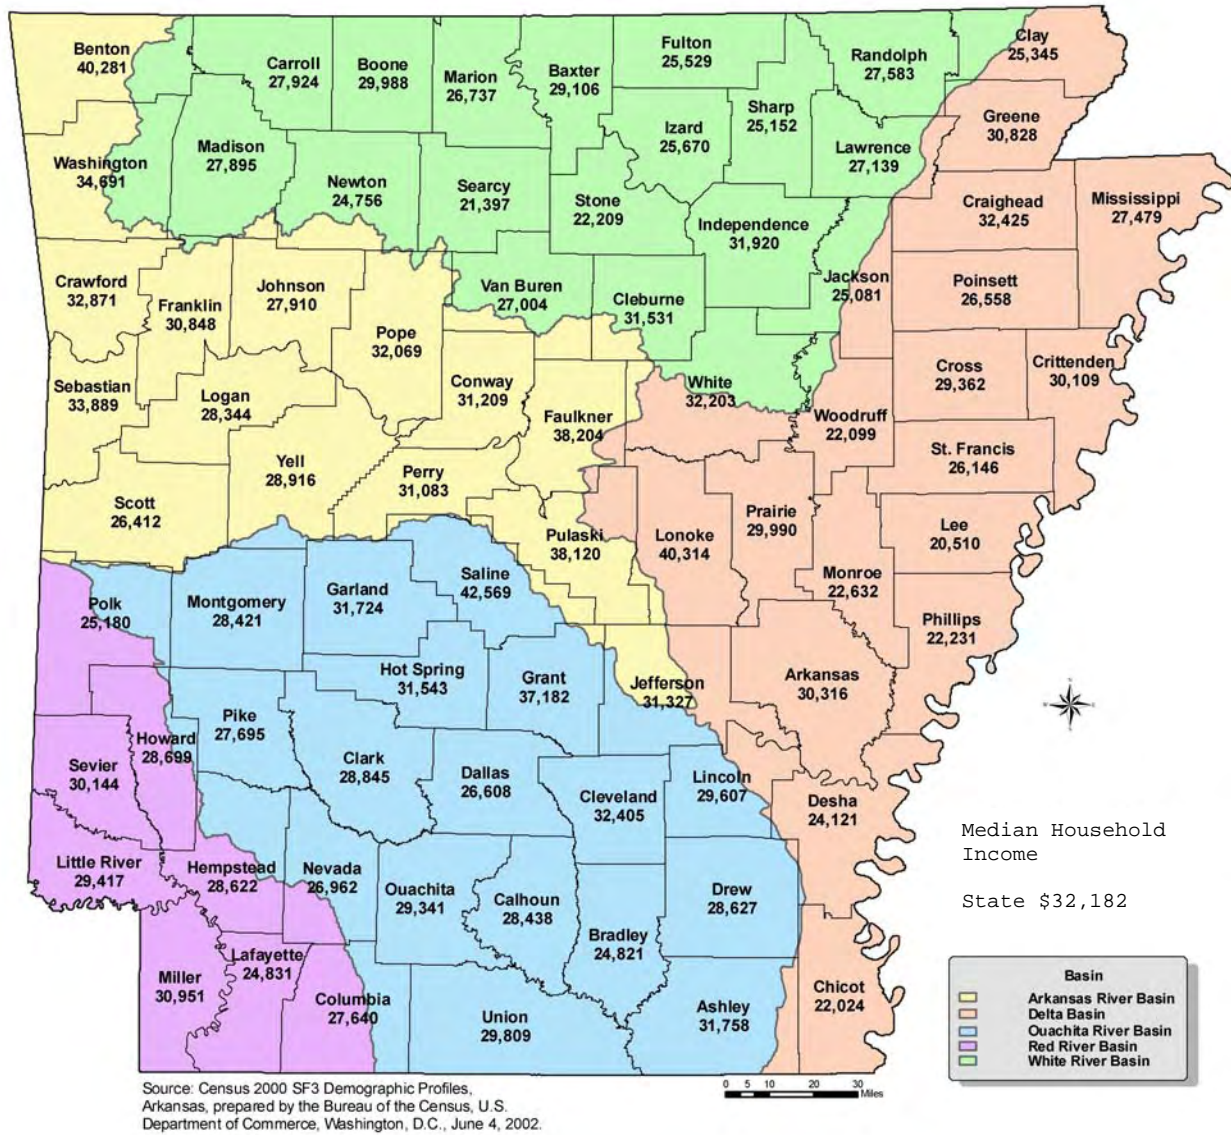 Benton
40,281
Carroll
27,924
Boone
29,988
Marion
26,737
Baxter
29,106
Fulton
25,529
Randolph
27,583
Clay
25,345
Sharp
25,152
Izard
25,670
Greene
30,828
Washington
34,691
Madison
27,895
Newton
24,756
Searcy
21,397
Stone
22,209
Lawrence
27,139
Independence
31,920
Craighead
32,425
Mississippi
27,479
Crawford
32,871
Franklin
30,848
Johnson
27,910
Pope
32,069
Van Buren
27,004
Cleburne
31,531
Jackson
25,081
Poinsett
26,558
Sebastian
33,889
Logan
28,344
Conway
31,209
Faulkner
38,204
White
32,203
Woodruff
22,099
Cross
29,362
Crittenden
30,109
St. Francis
26,146
Scott
26,412
Yell
28,916
Perry
31,083
Pulaski
38,120
Lonoke
40,314
Prairie
29,990
Lee
20,510
Monroe
22,632
Phillips
22,231
Polk
25,180
Montgomery
28,421
Garland
31,724
Saline
42,569
Hot Spring
31,543
Grant
37,182
Jefferson
31,327
Arkansas
30,316
Howard
28,699
Sevier
30,144
Pike
27,695
Clark
28,845
Dallas
26,608
Cleveland
32,405
Lincoln
29,607
Desha
24,121
Little River
29,417
Hempstead
28,622
Nevada
26,962
Ouachita
29,341
Calhoun
28,438
Bradley
24,821
Drew
28,627
Miller
30,951
Lafayette
24,831
Columbia
27,640
Union
29,809
Ashley
31,758
Chicot
22,024
Median Household
Income
State $32,182
Basin
Arkansas River Basin
Delta Basin
Ouachita River Basin
Red River Basin
White River Basin
0 5 10 20 30
Miles
Source: Census 2000 SF3 Demographic Profiles,
Arkansas, prepared by the Bureau of the Census, U.S.
Department of Commerce, Washington, D.C., June 4, 2002.